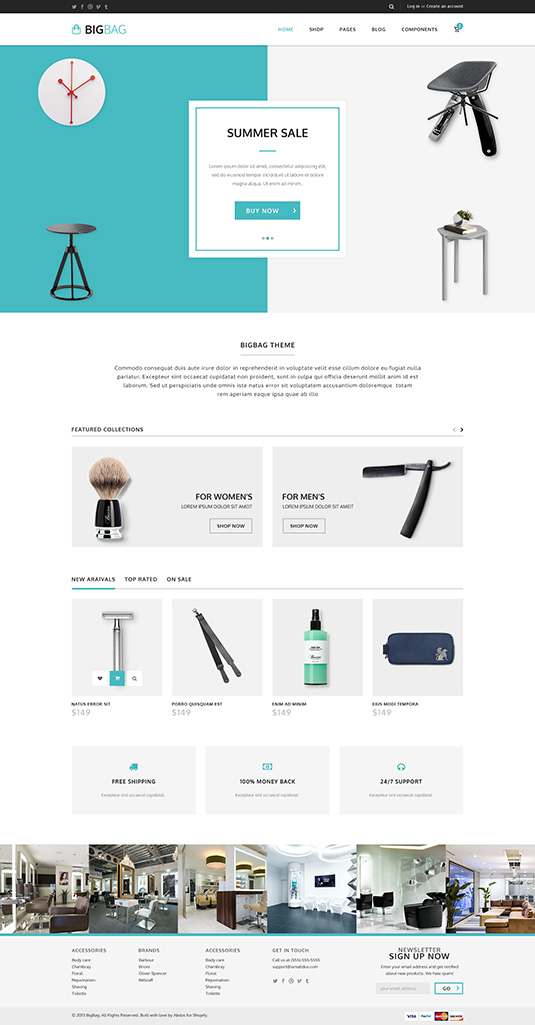 Log in or Create an account
BIGBAG
HOME SHOP PAGES BLOG COMPONENTS
SUMMER SALE
Lorem ipsum dolor sit amet, consectetur adipiscing elit,
sed do eiusmod tempor incididunt ut labore et dolore
magna aliqua. Ut enim ad minim .
BUY NOW
BIGBAG THEME
Commodo consequat duis aute irure dolor in reprehenderit in voluptate velit esse cillum dolore eu fugiat nulla
pariatur. Excepteur sint occaecat cupidatat non proident, sunt in culpa qui officia deserunt mollit anim id est
laborum. Sed ut perspiciatis unde omnis iste natus error sit voluptatem accusantium doloremque totam
rem aperiam eaque ipsa quae ab illo
FEATURED COLLECTIONS
FOR WOMEN'S
LOREM IPSUM DOLOR SIT AMEIT
SHOP NOW
FOR MEN'S
LOREM IPSUM DOLOR SIT AMEIT
SHOP NOW
NEW ARAIVALS TOP RATED ON SALE
NATUS ERROR SIT
$149
PORRO QUISQUAM EST
$149
ENIM AD MINIM
$149
EIUS MODI TEMPORA
$149
FREE SHIPPING
Excepteur sint occaecat cupidatat.
100% MONEY BACK
Excepteur sint occaecat cupidatat.
24/7 SUPPORT
Excepteur sint occaecat cupidatat.
ACCESSORIES
Body care
Chambray
Floral
Rejuvination
Shaving
Toilette
BRANDS
Barbour
Brioni
Oliver Spencer
Relstaff
ACCESSORIES
Body care
Chambray
Floral
Rejuvination
Shaving
Toilette
GET IN TOUCH
Call us at (555)-555-5555
support@lamatidus.com
NEWSLETTER
SIGN UP NOW
Enter your email address and get notified
about new products. We hate spam!
your email address
GO
© 2015 BigBag. All Rights Reserved. Built with love by Abdus for Shopify.
VISA PayPal DISCOVER